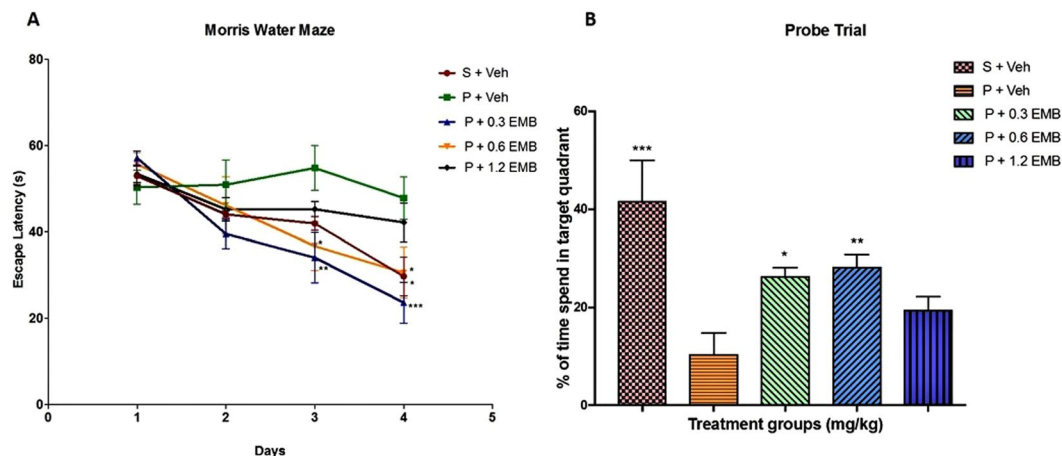 A
Morris Water Maze
80
60
40
20
0
Escape Latency (s)
0 1 2 3 4 5
Days
S + Veh
P + Veh
P + 0.3 EMB
P + 0.6 EMB
P + 1.2 EMB
*
**
*
*
***
B
Probe Trial
60
40
20
0
% of time spend in target quadrant
***
*
**
Treatment groups (mg/kg)
S + Veh
P + Veh
P + 0.3 EMB
P + 0.6 EMB
P + 1.2 EMB